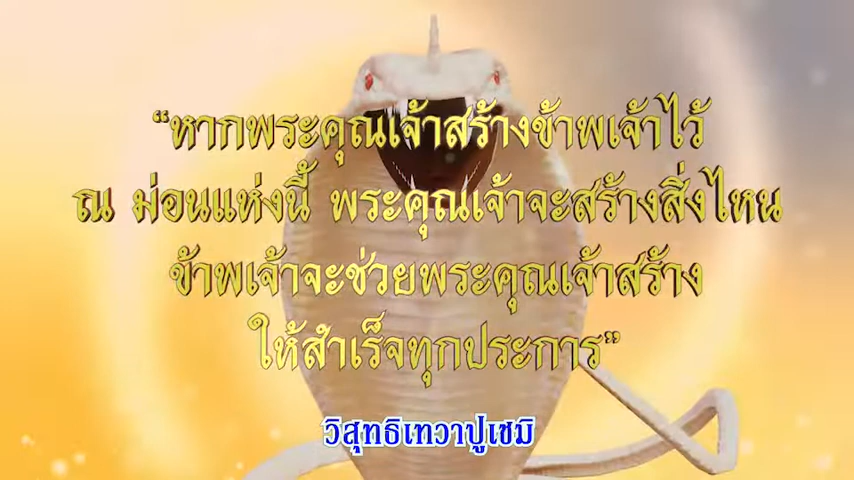 “หากพระคุณเจ้าสร้างข้าพเจ้าไว้
ณ ม่อนแห่งนี้ พระคุณเจ้าจะสร้างสิ่งไหน
ข้าพเจ้าจะช่วยพระคุณเจ้าสร้าง
ให้สำเร็จทุกประการ”
วิสุทธิเทวาปูเชมิ